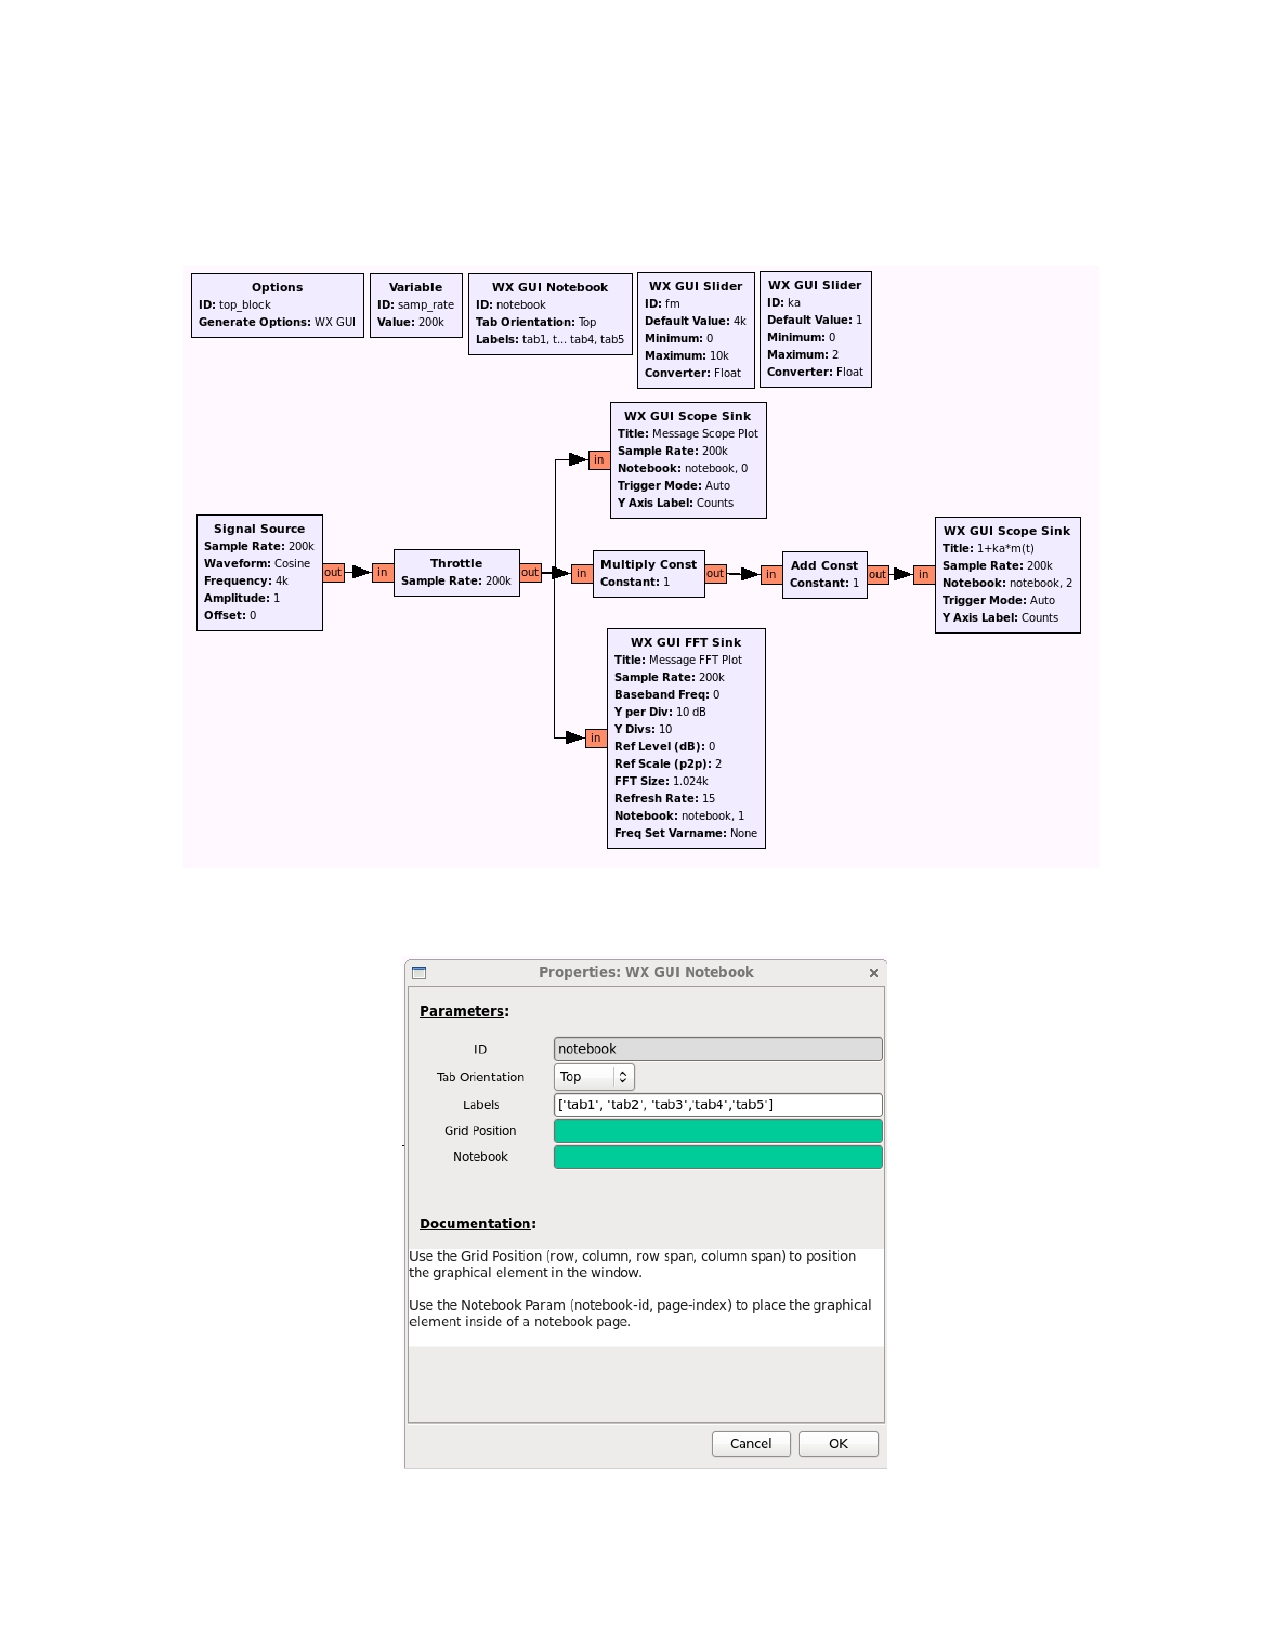 Options
ID: top_block
Generate Options: WX GUI
Variable
ID: samp_rate
Value: 200k
WX GUI Notebook
ID: notebook
Tab Orientation: Top
Labels: tab1, t... tab4, tab5
WX GUI Slider
ID: fm
Default Value: 4k
Minimum: 0
Maximum: 10k
Converter: Float
WX GUI Slider
ID: ka
Default Value: 1
Minimum: 0
Maximum: 2
Converter: Float
WX GUI Scope Sink
Title: Message Scope Plot
Sample Rate: 200k
Notebook: notebook, 0
Trigger Mode: Auto
Y Axis Label: Counts
in
Signal Source
Sample Rate: 200k
Waveform: Cosine
Frequency: 4k
Amplitude: 1
Offset: 0
out
in
Throttle
Sample Rate: 200k
out
in
Multiply Const
Constant: 1
out
in
Add Const
Constant: 1
out
in
WX GUI Scope Sink
Title: 1+ka*m(t)
Sample Rate: 200k
Notebook: notebook, 2
Trigger Mode: Auto
Y Axis Label: Counts
in
WX GUI FFT Sink
Title: Message FFT Plot
Sample Rate: 200k
Baseband Freq: 0
Y per Div: 10 dB
Y Divs: 10
Ref Level (dB): 0
Ref Scale (p2p): 2
FFT Size: 1.024k
Refresh Rate: 15
Notebook: notebook, 1
Freq Set Varname: None
Properties: WX GUI Notebook
Parameters:
ID notebook
Tab Orientation Top
Labels ['tab1', 'tab2', 'tab3','tab4','tab5']
Grid Position
Notebook
Documentation:
Use the Grid Position (row, column, row span, column span) to position
the graphical element in the window.
Use the Notebook Param (notebook-id, page-index) to place the graphical
element inside of a notebook page.
Cancel OK